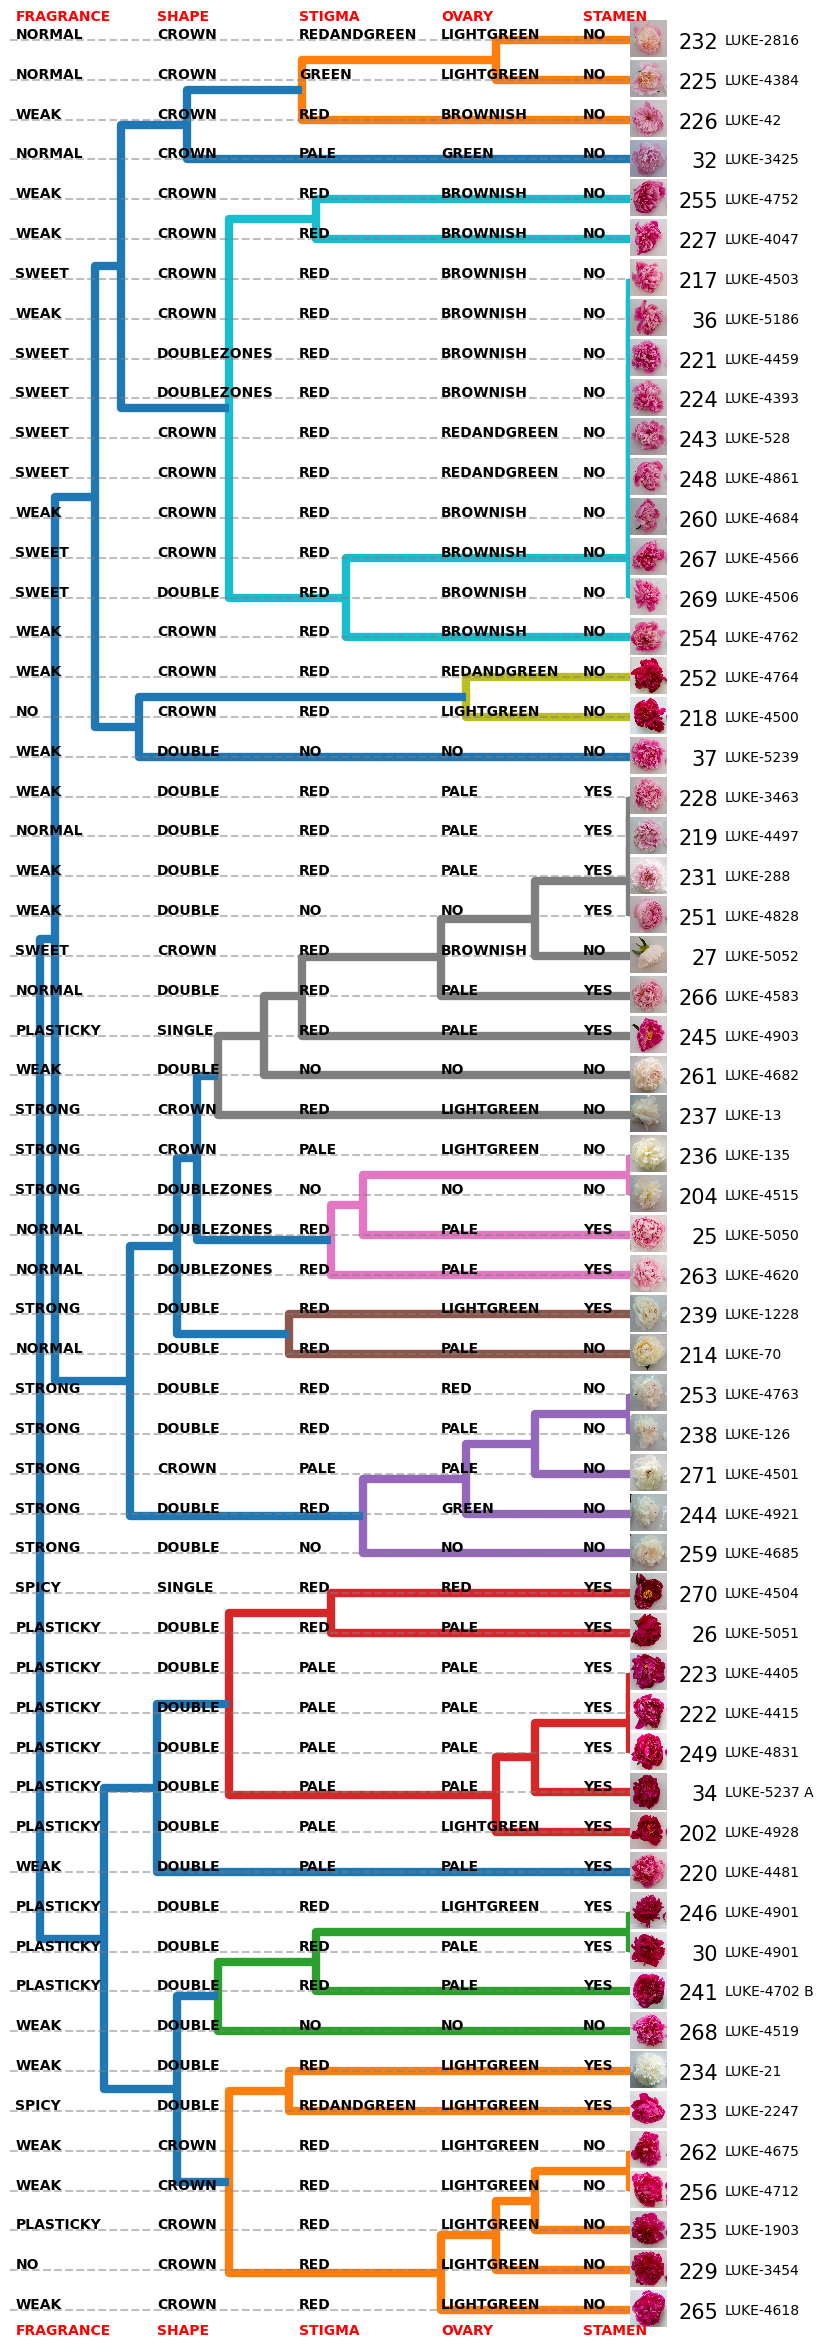 FRAGRANCE SHAPE STIGMA OVARY STAMEN
NORMAL CROWN REDANDGREEN LIGHTGREEN NO 232 LUKE-2816
NORMAL CROWN GREEN LIGHTGREEN NO 225 LUKE-4384
WEAK CROWN RED BROWNISH NO 226 LUKE-42
NORMAL CROWN PALE GREEN NO 32 LUKE-3425
WEAK CROWN RED BROWNISH NO 255 LUKE-4752
WEAK CROWN RED BROWNISH NO 227 LUKE-4047
SWEET CROWN RED BROWNISH NO 217 LUKE-4503
WEAK CROWN RED BROWNISH NO 36 LUKE-5186
SWEET DOUBLEZONES RED BROWNISH NO 221 LUKE-4459
SWEET DOUBLEZONES RED BROWNISH NO 224 LUKE-4393
SWEET CROWN RED REDANDGREEN NO 243 LUKE-528
SWEET CROWN RED REDANDGREEN NO 248 LUKE-4861
WEAK CROWN RED BROWNISH NO 260 LUKE-4684
SWEET CROWN RED BROWNISH NO 267 LUKE-4566
SWEET DOUBLE RED BROWNISH NO 269 LUKE-4506
WEAK CROWN RED BROWNISH NO 254 LUKE-4762
WEAK CROWN RED REDANDGREEN NO 252 LUKE-4764
NO CROWN RED LIGHTGREEN NO 218 LUKE-4500
WEAK DOUBLE NO NO NO 37 LUKE-5239
WEAK DOUBLE RED PALE YES 228 LUKE-3463
NORMAL DOUBLE RED PALE YES 219 LUKE-4497
WEAK DOUBLE RED PALE YES 231 LUKE-288
WEAK DOUBLE NO NO YES 251 LUKE-4828
SWEET CROWN RED BROWNISH NO 27 LUKE-5052
NORMAL DOUBLE RED PALE YES 266 LUKE-4583
PLASTICKY SINGLE RED PALE YES 245 LUKE-4903
WEAK DOUBLE NO NO NO 261 LUKE-4682
STRONG CROWN RED LIGHTGREEN NO 237 LUKE-13
STRONG CROWN PALE LIGHTGREEN NO 236 LUKE-135
STRONG DOUBLEZONES NO NO NO 204 LUKE-4515
NORMAL DOUBLEZONES RED PALE YES 25 LUKE-5050
NORMAL DOUBLEZONES RED PALE YES 263 LUKE-4620
STRONG DOUBLE RED LIGHTGREEN YES 239 LUKE-1228
NORMAL DOUBLE RED PALE NO 214 LUKE-70
STRONG DOUBLE RED RED NO 253 LUKE-4763
STRONG DOUBLE RED PALE NO 238 LUKE-126
STRONG CROWN PALE PALE NO 271 LUKE-4501
STRONG DOUBLE RED GREEN NO 244 LUKE-4921
STRONG DOUBLE NO NO NO 259 LUKE-4685
SPICY SINGLE RED RED YES 270 LUKE-4504
PLASTICKY DOUBLE RED PALE YES 26 LUKE-5051
PLASTICKY DOUBLE PALE PALE YES 223 LUKE-4405
PLASTICKY DOUBLE PALE PALE YES 222 LUKE-4415
PLASTICKY DOUBLE PALE PALE YES 249 LUKE-4831
PLASTICKY DOUBLE PALE PALE YES 34 LUKE-5237 A
PLASTICKY DOUBLE PALE LIGHTGREEN YES 202 LUKE-4928
WEAK DOUBLE PALE PALE YES 220 LUKE-4481
PLASTICKY DOUBLE RED LIGHTGREEN YES 246 LUKE-4901
PLASTICKY DOUBLE RED PALE YES 30 LUKE-4901
PLASTICKY DOUBLE RED PALE YES 241 LUKE-4702 B
WEAK DOUBLE NO NO NO 268 LUKE-4519
WEAK DOUBLE RED LIGHTGREEN YES 234 LUKE-21
SPICY DOUBLE REDANDGREEN LIGHTGREEN YES 233 LUKE-2247
WEAK CROWN RED LIGHTGREEN NO 262 LUKE-4675
WEAK CROWN RED LIGHTGREEN NO 256 LUKE-4712
PLASTICKY CROWN RED LIGHTGREEN NO 235 LUKE-1903
NO CROWN RED LIGHTGREEN NO 229 LUKE-3454
WEAK CROWN RED LIGHTGREEN NO 265 LUKE-4618
FRAGRANCE SHAPE STIGMA OVARY STAMEN